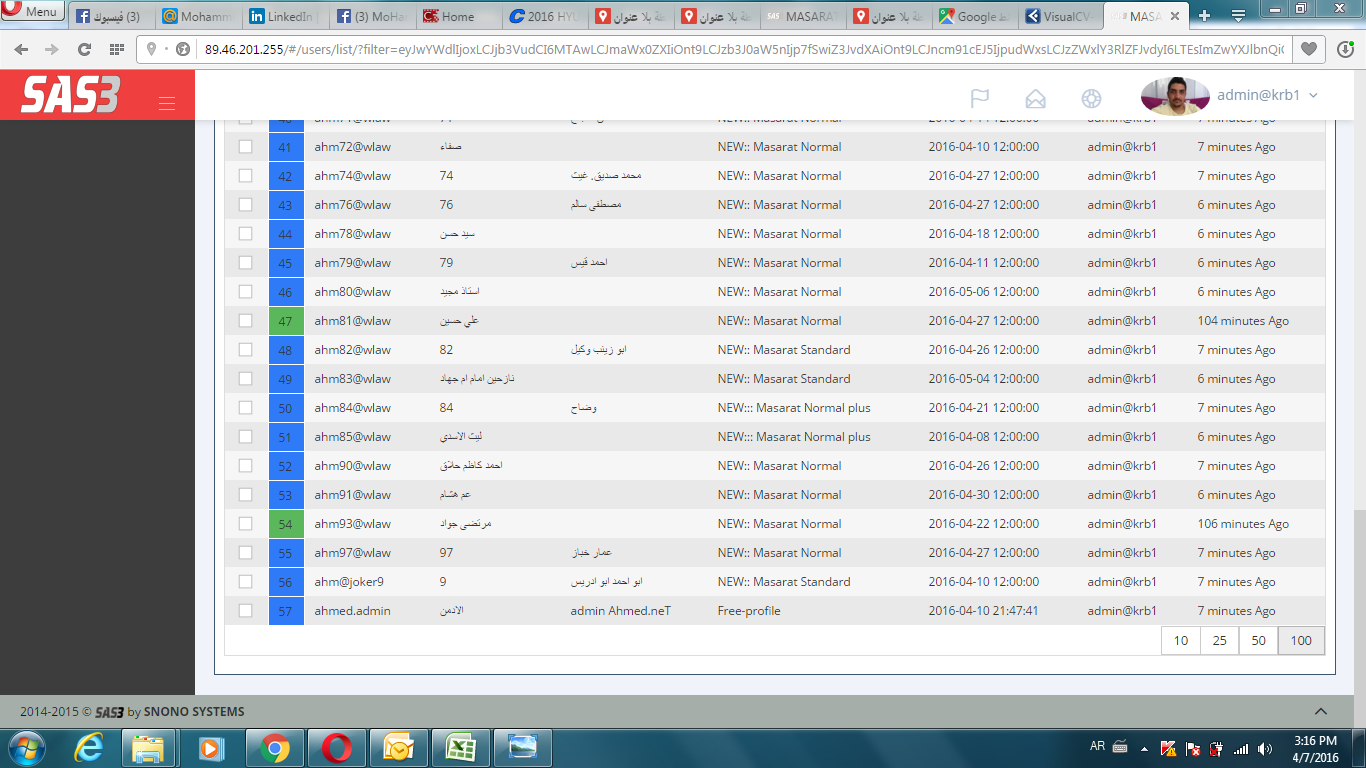 Menu
(3) فيسبوك
Mohamm
LinkedIn
(3) MoHa
Home
2016 HYU
ة بلا عنوان
ة بلا عنوان
MASARA
ة بلا عنوان
Google
VisualCV
MASA
89.46.201.255/#/users/list/?filter=
SAS3
admin@krb1
41 ahm72@wlaw صفاء NEW:: Masarat Normal 2016-04-10 12:00:00 admin@krb1 7 minutes Ago
42 ahm74@wlaw 74 محمد صديق. غيث NEW:: Masarat Normal 2016-04-27 12:00:00 admin@krb1 7 minutes Ago
43 ahm76@wlaw 76 مصطفى سالم NEW:: Masarat Normal 2016-04-27 12:00:00 admin@krb1 6 minutes Ago
44 ahm78@wlaw سيد حسن NEW:: Masarat Normal 2016-04-18 12:00:00 admin@krb1 6 minutes Ago
45 ahm79@wlaw 79 احمد قيس NEW:: Masarat Normal 2016-04-11 12:00:00 admin@krb1 6 minutes Ago
46 ahm80@wlaw استاذ مجيد NEW:: Masarat Normal 2016-05-06 12:00:00 admin@krb1 6 minutes Ago
47 ahm81@wlaw علي حسين NEW:: Masarat Normal 2016-04-27 12:00:00 admin@krb1 104 minutes Ago
48 ahm82@wlaw 82 ابو زينب وكيل NEW:: Masarat Standard 2016-04-26 12:00:00 admin@krb1 7 minutes Ago
49 ahm83@wlaw نازحين امام ام جهاد NEW:: Masarat Standard 2016-05-04 12:00:00 admin@krb1 6 minutes Ago
50 ahm84@wlaw 84 وضاح NEW::: Masarat Normal plus 2016-04-21 12:00:00 admin@krb1 7 minutes Ago
51 ahm85@wlaw ليث الاسدي NEW::: Masarat Normal plus 2016-04-08 12:00:00 admin@krb1 6 minutes Ago
52 ahm90@wlaw احمد كاظم حلاق NEW:: Masarat Normal 2016-04-26 12:00:00 admin@krb1 7 minutes Ago
53 ahm91@wlaw عم هشام NEW:: Masarat Normal 2016-04-30 12:00:00 admin@krb1 6 minutes Ago
54 ahm93@wlaw مرتضى جواد NEW:: Masarat Normal 2016-04-22 12:00:00 admin@krb1 106 minutes Ago
55 ahm97@wlaw 97 عمار خباز NEW:: Masarat Normal 2016-04-27 12:00:00 admin@krb1 7 minutes Ago
56 ahm@joker9 9 ابو احمد ابو ادريس NEW:: Masarat Standard 2016-04-10 12:00:00 admin@krb1 7 minutes Ago
57 ahmed.admin الادمن admin Ahmed.neT Free-profile 2016-04-10 21:47:41 admin@krb1 7 minutes Ago
10 25 50 100
2014-2015 © SAS3 by SNONO SYSTEMS
AR
3:16 PM
4/7/2016